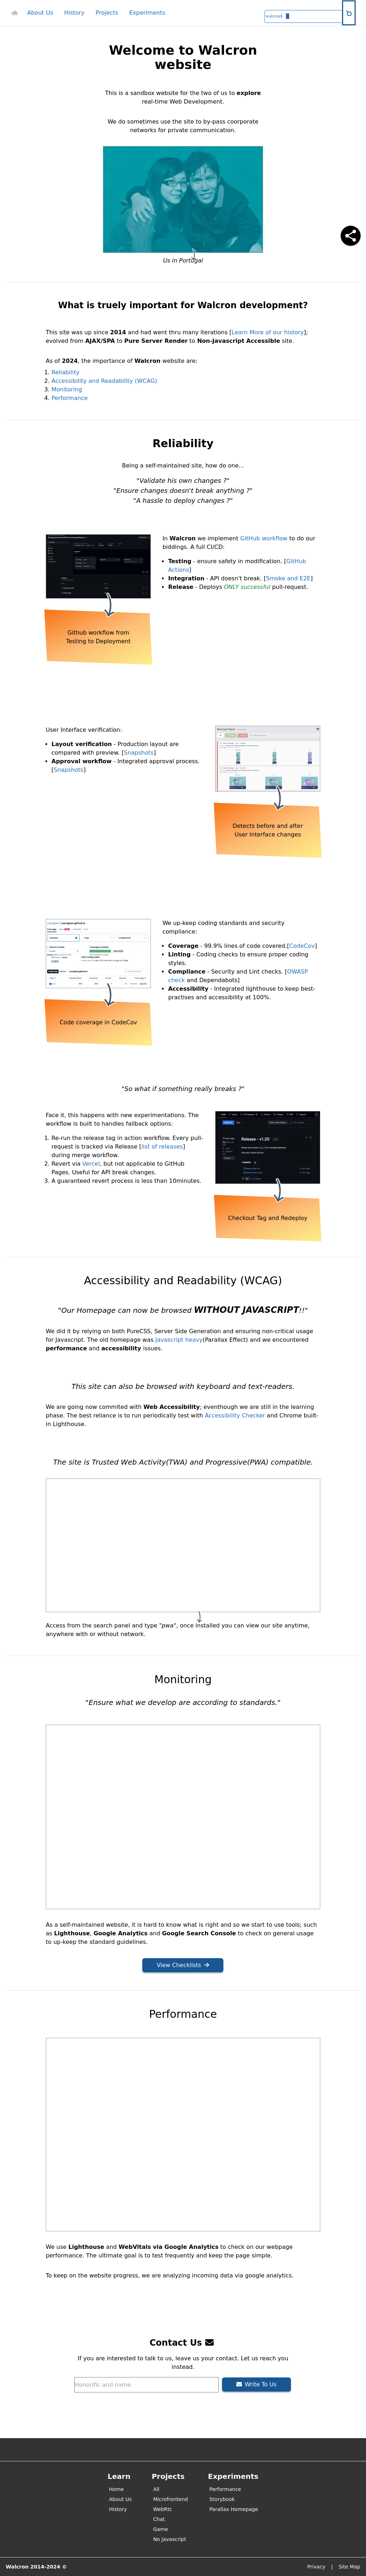 About Us History Projects Experiments
walcron$
Welcome to Walcron
website
This is a sandbox website for the two of us to explore
real-time Web Development.
We do sometimes use the site to by-pass coorporate
networks for private communication.
Us in Portugal
What is truely important for Walcron development?
This site was up since 2014 and had went thru many iterations [Learn More of our history];
evolved from AJAX/SPA to Pure Server Render to Non-Javascript Accessible site.
As of 2024, the importance of Walcron website are:
1. Reliability
2. Accessibility and Readability (WCAG)
3. Monitoring
4. Performance
Reliability
Being a self-maintained site, how do one...
"Validate his own changes ?"
"Ensure changes doesn't break anything ?"
"A hassle to deploy changes ?"
Github workflow from
Testing to Deployment
In Walcron we implement GitHub workflow to do our
biddings. A full CI/CD:
• Testing - ensure safety in modification. [GitHub
Actions]
• Integration - API doesn't break. [Smoke and E2E]
• Release - Deploys ONLY successful pull-request.
User Interface verification:
• Layout verification - Production layout are
compared with preview. [Snapshots]
• Approval workflow - Integrated approval process.
[Snapshots]
Detects before and after
User Interface changes
Code coverage in CodeCov
We up-keep coding standards and security
compliance:
• Coverage - 99.9% lines of code covered.[CodeCov]
• Linting - Coding checks to ensure proper coding
styles.
• Compliance - Security and Lint checks. [OWASP
check and Dependabots]
• Accessibility - Integrated lighthouse to keep best-
practises and accessibility at 100%.
"So what if something really breaks ?"
Face it, this happens with new experimentations. The
workflow is built to handles fallback options:
1. Re-run the release tag in action workflow. Every pull-
request is tracked via Release [list of releases]
during merge workflow.
2. Revert via Vercel, but not applicable to GitHub
Pages. Useful for API break changes.
3. A guaranteed revert process is less than 10minutes.
Release - v1.20
Checkout Tag and Redeploy
Accessibility and Readability (WCAG)
"Our Homepage can now be browsed WITHOUT JAVASCRIPT!!"
We did it by relying on both PureCSS, Server Side Generation and ensuring non-critical usage
for Javascript. The old homepage was Javascript heavy(Parallax Effect) and we encountered
performance and accessibility issues.
This site can also be browsed with keyboard and text-readers.
We are going now commited with Web Accessibility; eventhough we are still in the learning
phase. The best reliance is to run periodically test with Accessibility Checker and Chrome built-
in Lighthouse.
The site is Trusted Web Activity(TWA) and Progressive(PWA) compatible.
Access from the search panel and type "pwa", once installed you can view our site anytime,
anywhere with or without network.
Monitoring
"Ensure what we develop are according to standards."
As a self-maintained website, it is hard to know what is right and so we start to use tools; such
as Lighthouse, Google Analytics and Google Search Console to check on general usage
to up-keep the standard guidelines.
View Checklists
Performance
We use Lighthouse and WebVitals via Google Analytics to check on our webpage
performance. The ultimate goal is to test frequently and keep the page simple.
To keep on the website progress, we are analyzing incoming data via google analytics.
Contact Us
If you are interested to talk to us, leave us your contact. Let us reach you
instead.
Honorific and name
Write To Us
Learn Projects Experiments
Home All Performance
About Us Microfrontend Storybook
History WebRtc Parallax Homepage
Chat
Game
No Javascript
Walcron 2014-2024 © Privacy | Site Map